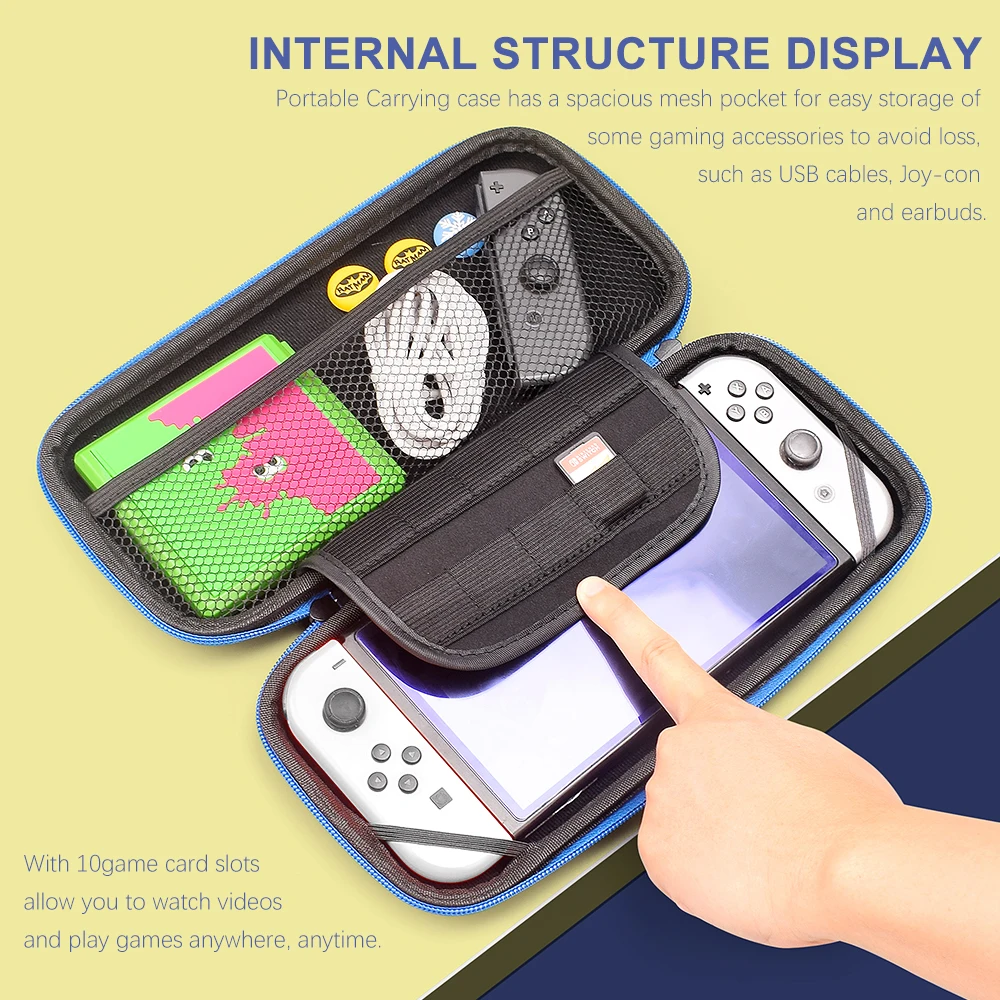 INTERNAL STRUCTURE DISPLAY
Portable Carrying case has a spacious mesh pocket for easy storage of
some gaming accessories to avoid loss,
such as USB cables, Joy-con
and earbuds.
BATMAN
BATMAN
With 10game card slots
allow you to watch videos
and play games anywhere, anytime.